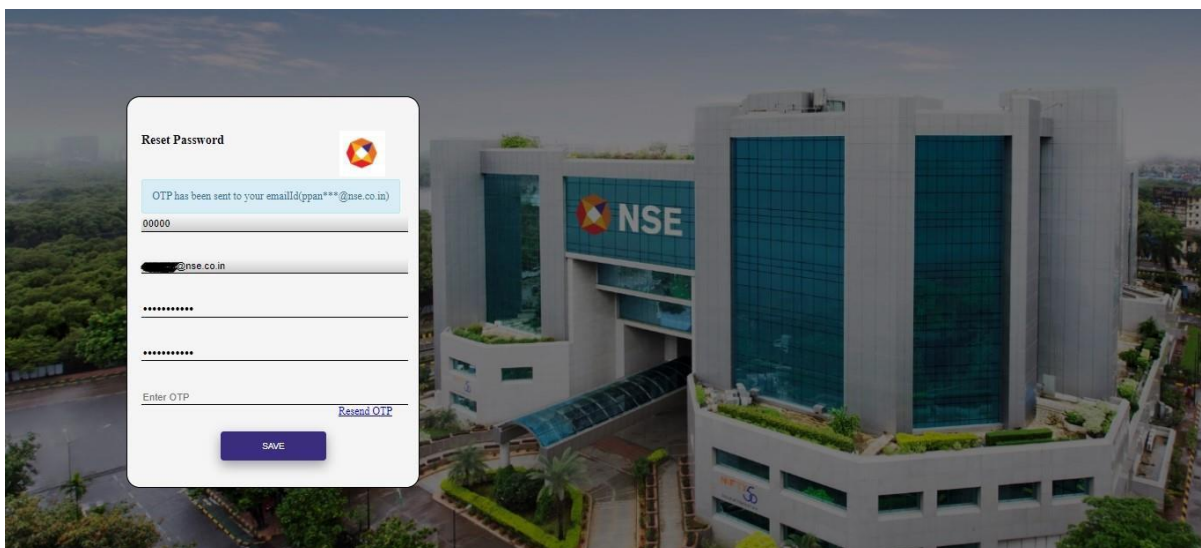 Reset Password
OTP has been sent to your emailId(ppan***@nse.co.in)
00000
@nse.co.in
•••••••••••
•••••••••••
Enter OTP
Resend OTP
SAVE
NSE